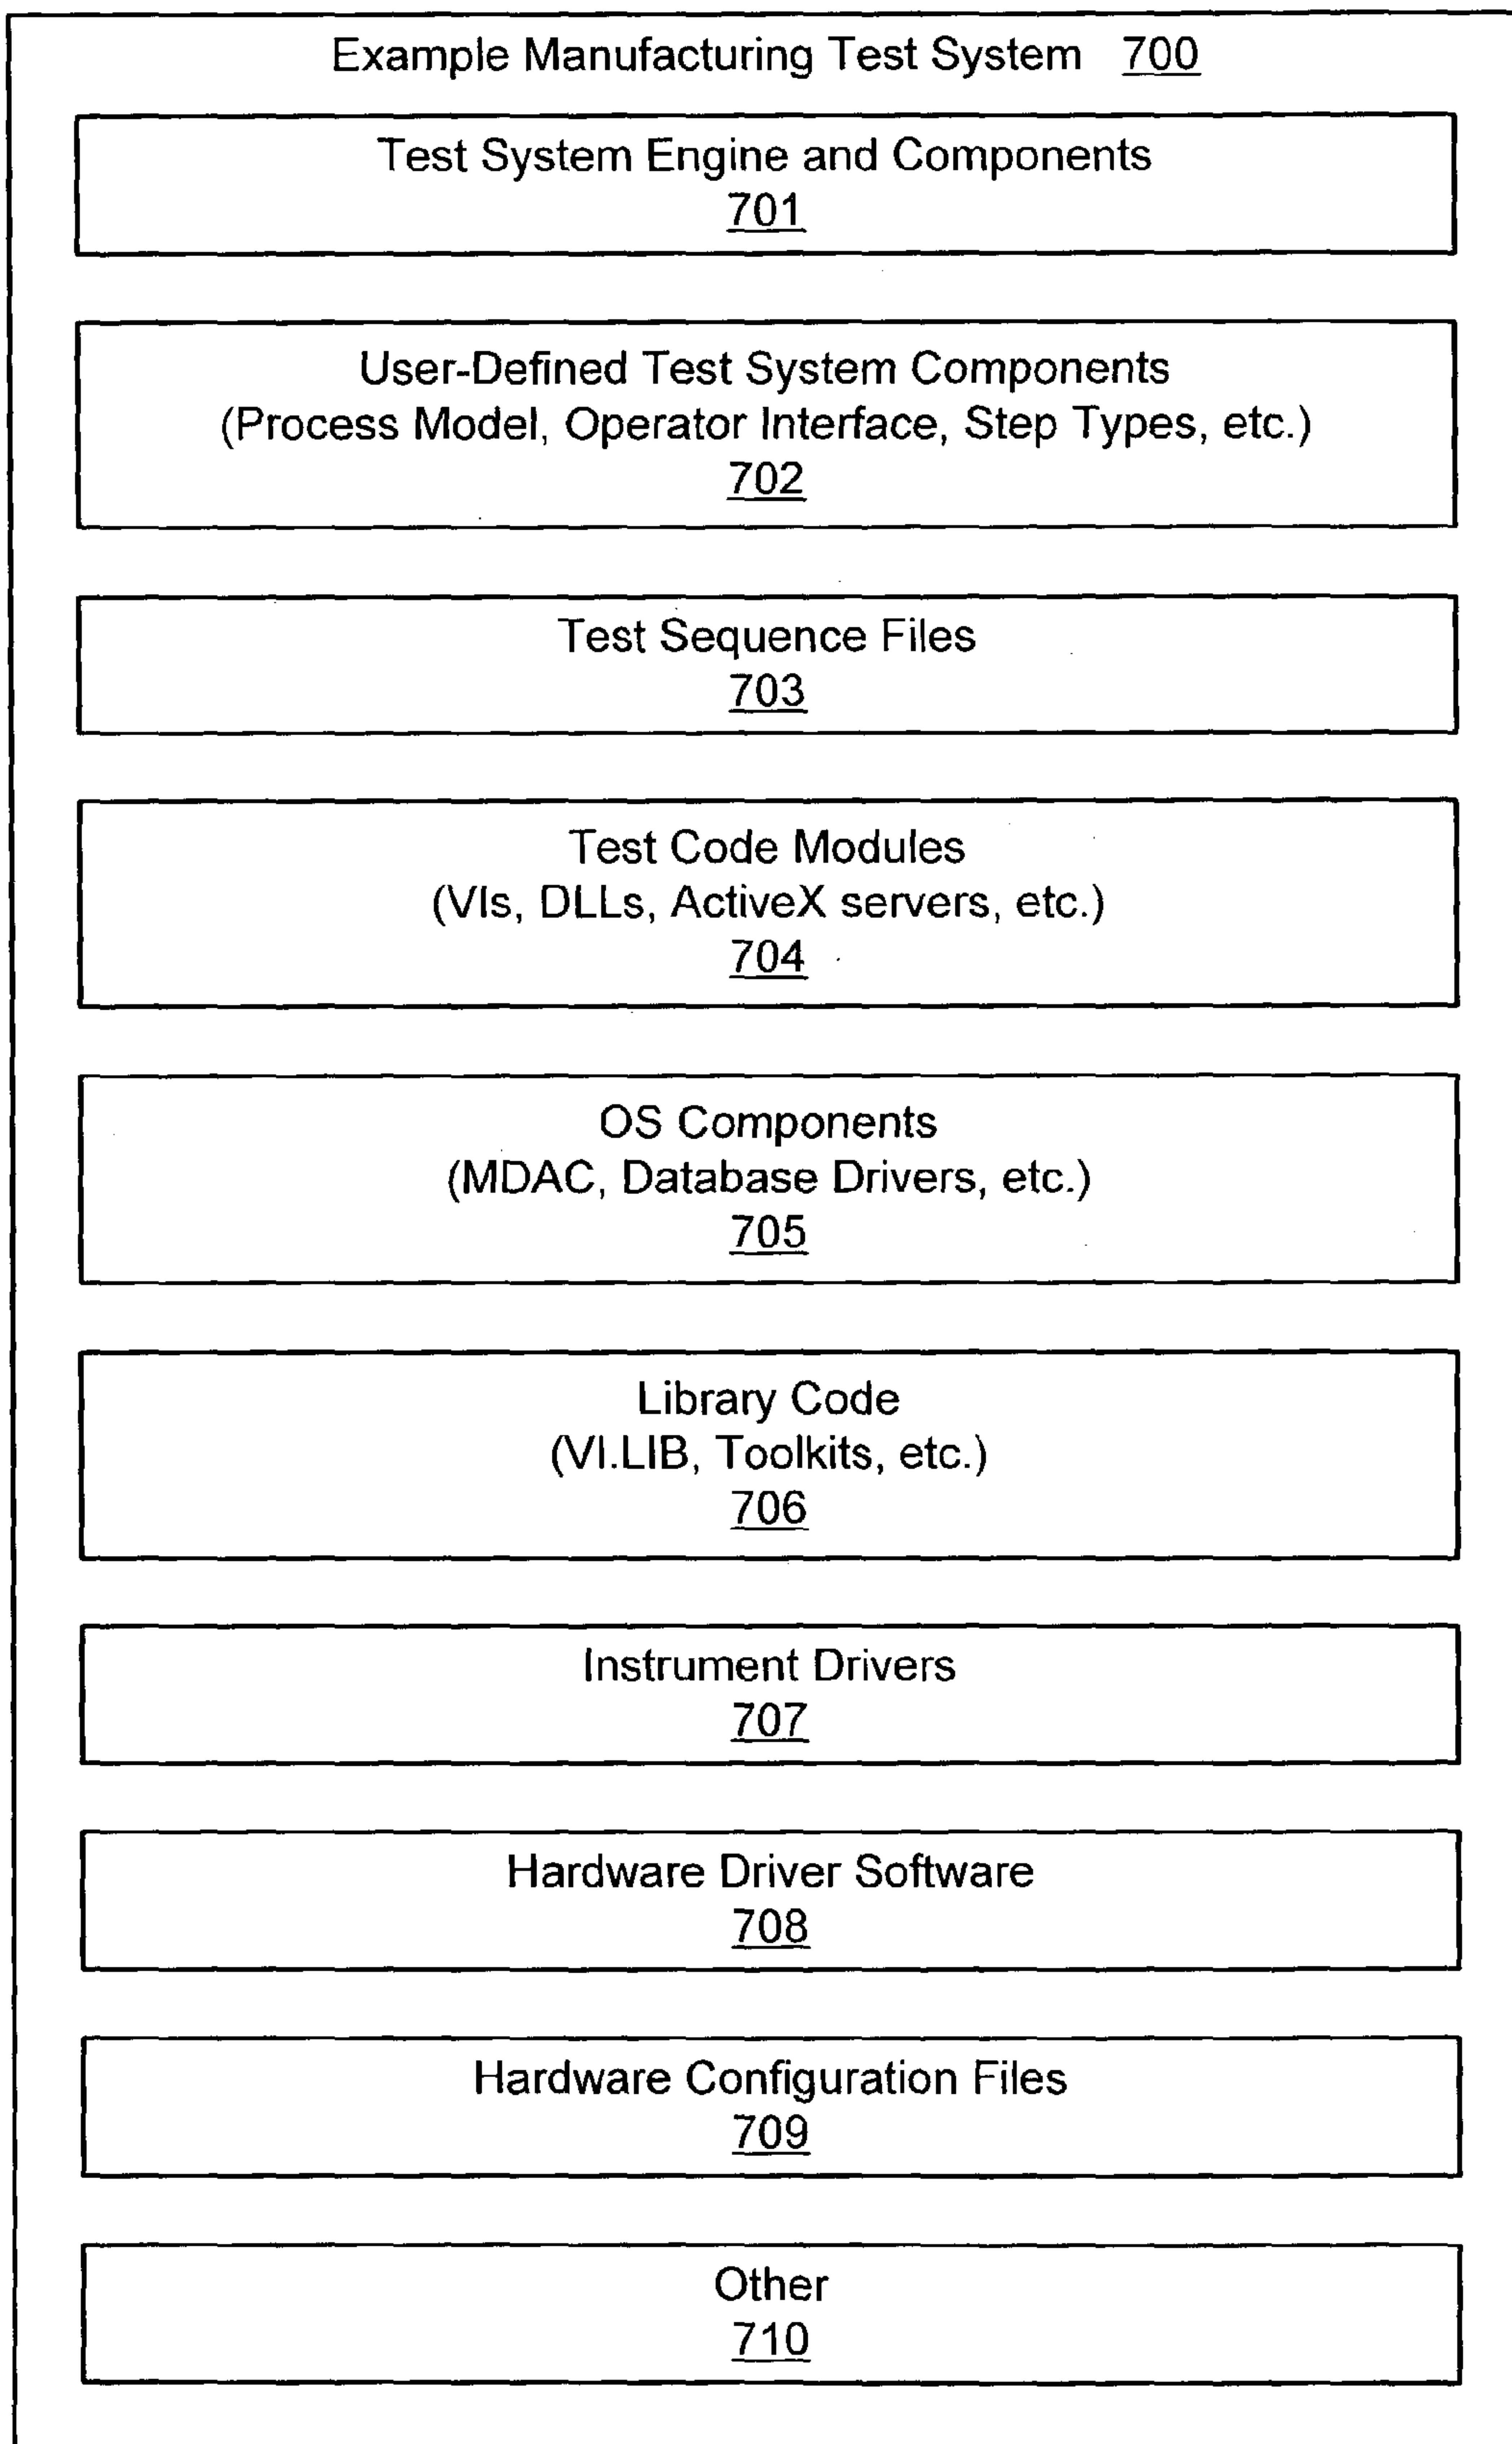 Example Manufacturing Test System 700
Test System Engine and Components
701
User-Defined Test System Components
(Process Model, Operator Interface, Step Types, etc.)
702
Test Sequence Files
703
Test Code Modules
(VIs, DLLs, ActiveX servers, etc.)
704
OS Components
(MDAC, Database Drivers, etc.)
705
Library Code
(VI.LIB, Toolkits, etc.)
706
Instrument Drivers
707
Hardware Driver Software
708
Hardware Configuration Files
709
Other
710